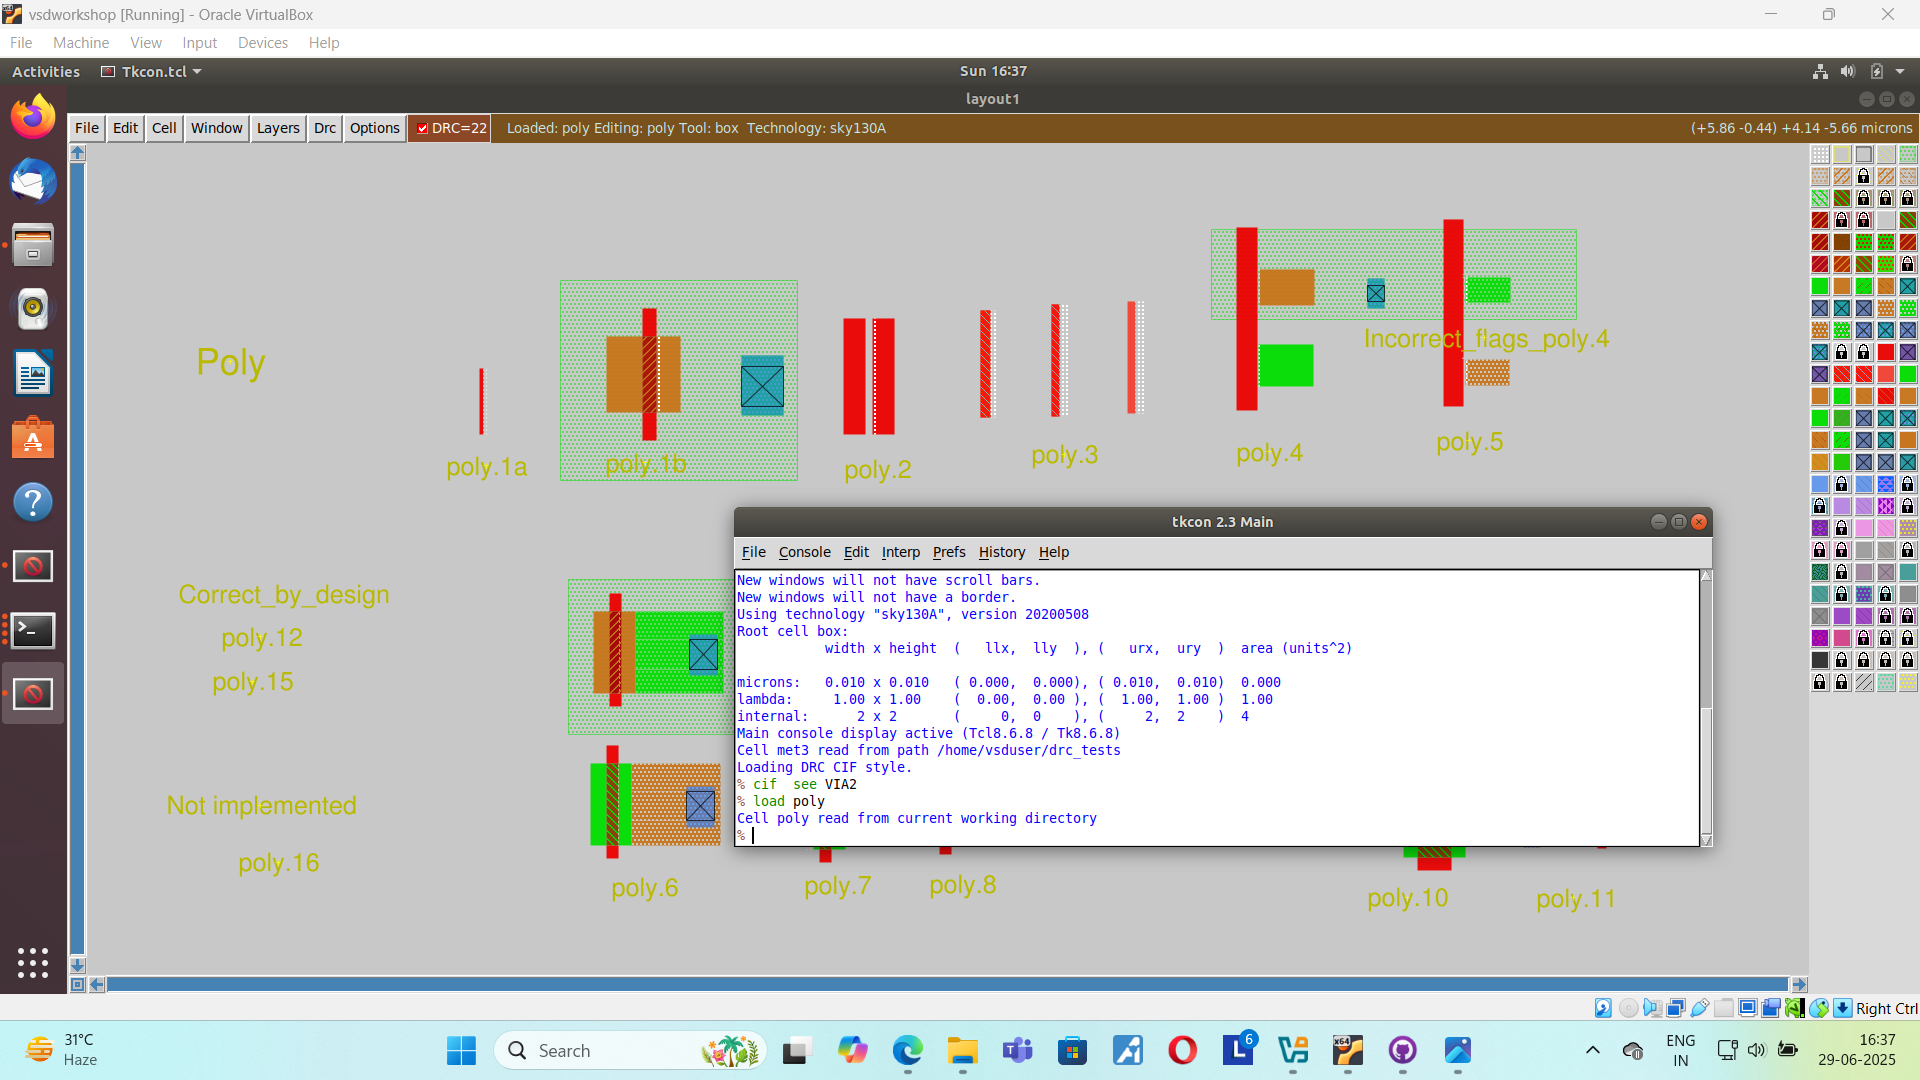 vsdworkshop [Running] - Oracle VirtualBox
File Machine View Input Devices Help
Activities Tkcon.tcl Sun 16:37
layout1
File Edit Cell Window Layers Drc Options DRC=22 Loaded: poly Editing: poly Tool: box Technology: sky130A (+5.86 -0.44) +4.14 -5.66 microns
Poly
Incorrect_flags_poly.4
poly.1a
poly.1b
poly.2
poly.3
poly.4
poly.5
tkcon 2.3 Main
File Console Edit Interp Prefs History Help
New windows will not have scroll bars.
New windows will not have a border.
Using technology "sky130A", version 20200508
Root cell box:
width x height ( llx, lly ), ( urx, ury ) area (units^2)
microns: 0.010 x 0.010 ( 0.000, 0.000), ( 0.010, 0.010) 0.000
lambda: 1.00 x 1.00 ( 0.00, 0.00 ), ( 1.00, 1.00 ) 1.00
internal: 2 x 2 ( 0, 0 ), ( 2, 2 ) 4
Main console display active (Tcl8.6.8 / Tk8.6.8)
Cell met3 read from path /home/vsduser/drc_tests
Loading DRC CIF style.
% cif see VIA2
% load poly
Cell poly read from current working directory
%
Correct_by_design
poly.12
poly.15
Not implemented
poly.16
poly.6
poly.7
poly.8
poly.10
poly.11
Right Ctrl
31°C
Haze
Search
6
ENG
IN
16:37
29-06-2025